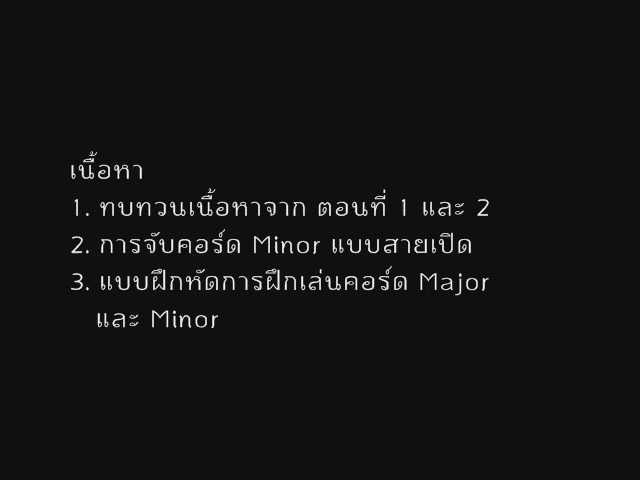 เนื้อหา
1. ทบทวนเนื้อหาจาก ตอนที่ 1 และ 2
2. การจับคอร์ด Minor แบบสายเปิด
3. แบบฝึกหัดการฝึกเล่นคอร์ด Major
และ Minor